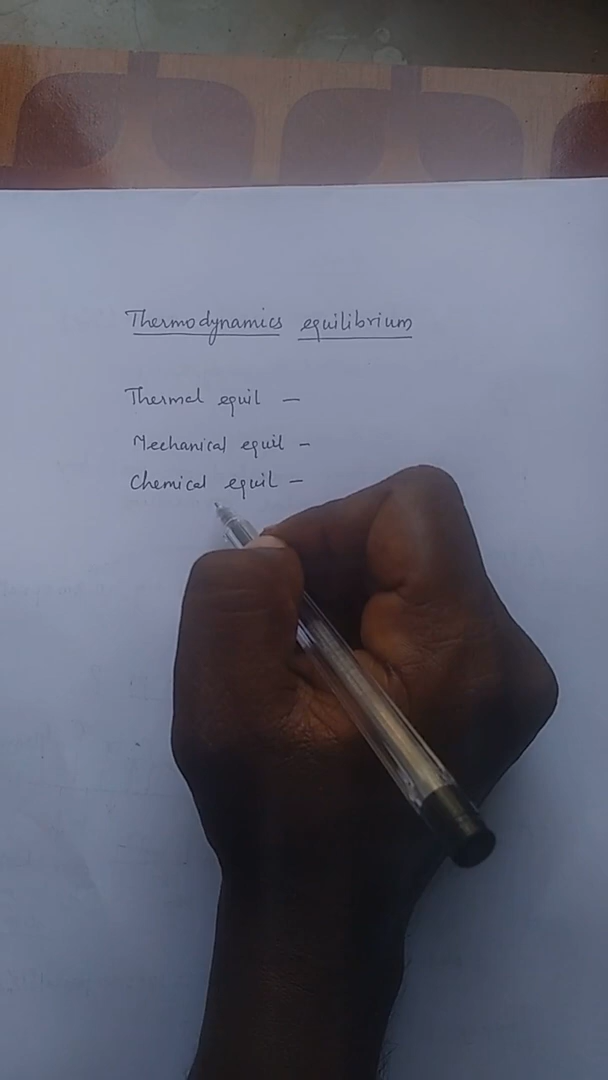 Thermodynamics equilibrium
Thermal equil –
Mechanical equil –
Chemical equil –